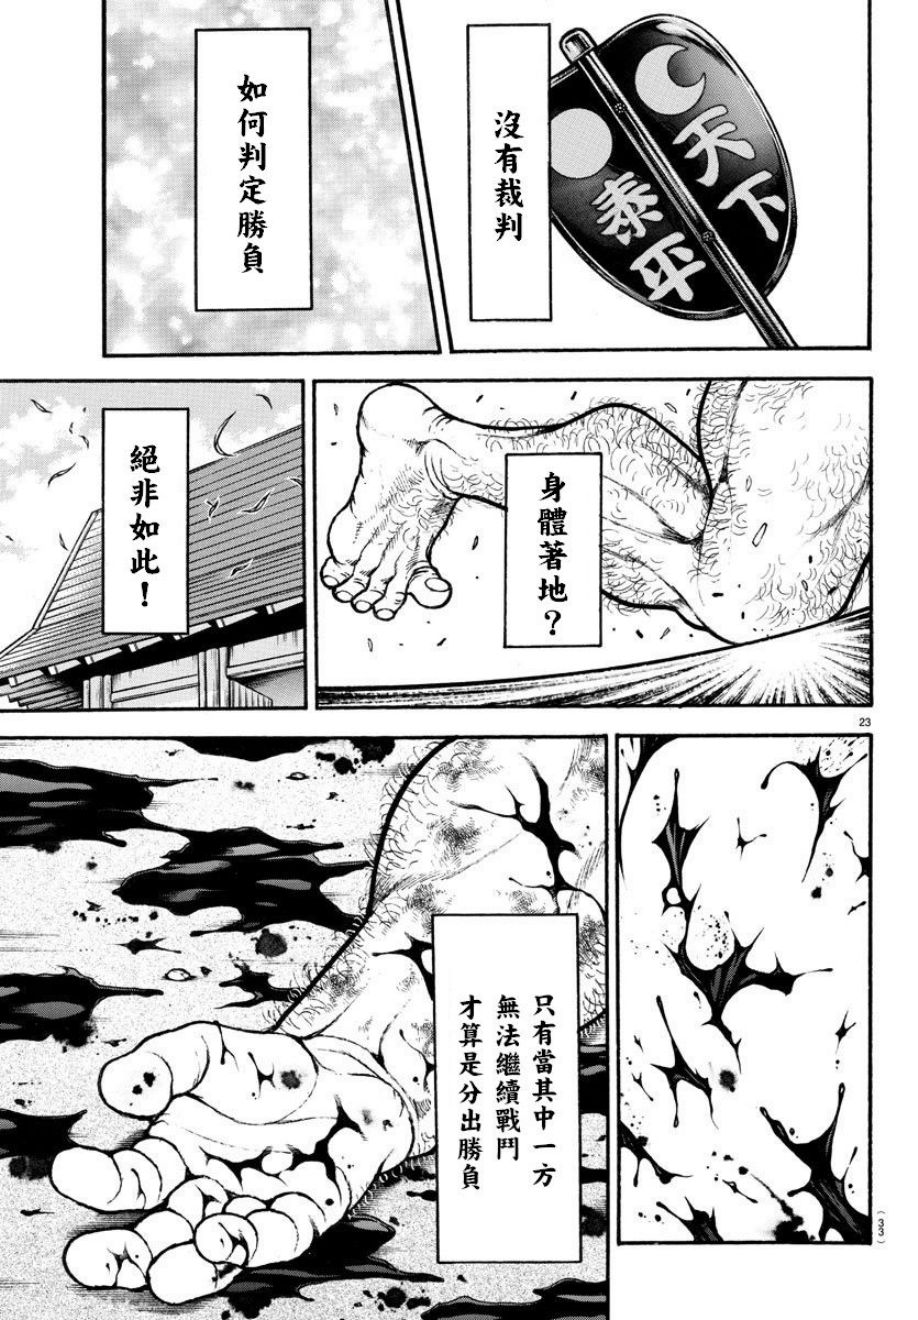 天下
泰平
沒有裁判
如何判定勝負
身體著地？
絕非如此！
23
只有當其中一方
無法繼續戰鬥
才算是分出勝負
（33）